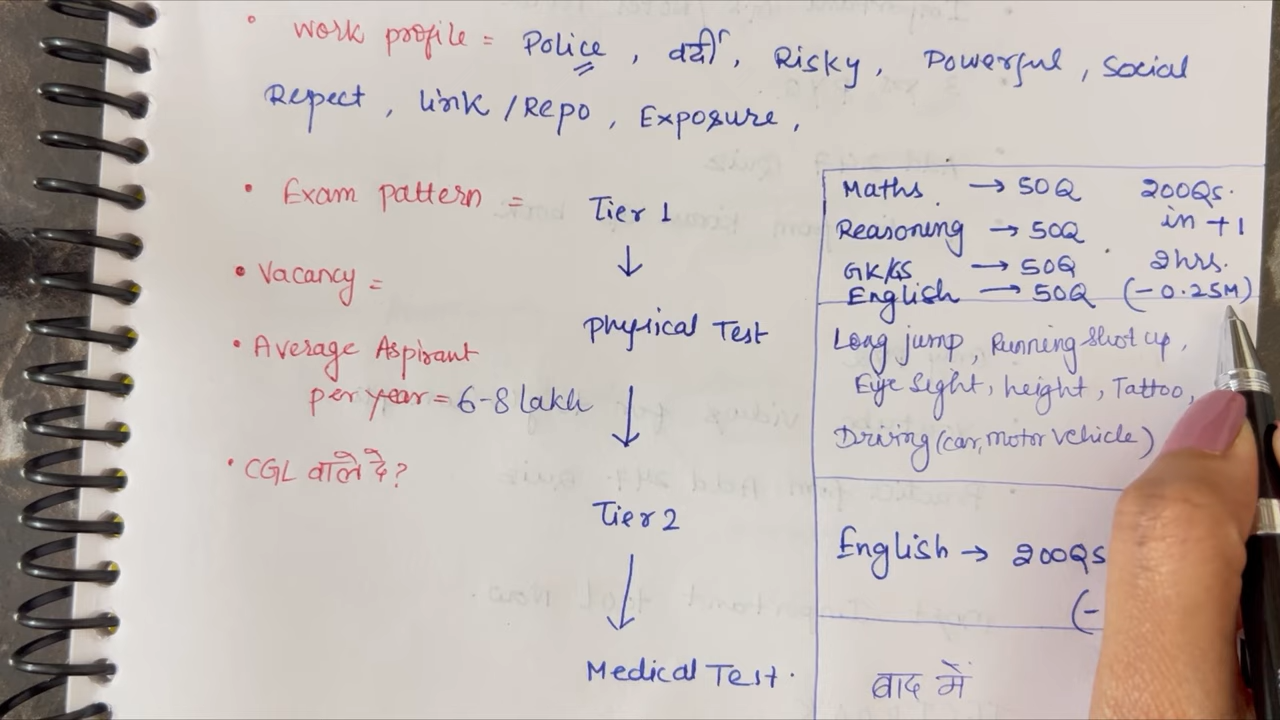 • Work profile = Police, वर्दी, Risky, Powerful, Social
Repect, link/Repo, Exposure,
• Exam pattern =
Tier 1
↓
Physical Test
↓
Tier 2
↓
Medical Test.
• Vacancy =
• Average Aspirant
per year = 6-8 lakh
• CGL वाले दे?
Maths → 50Q 200Qs.
Reasoning → 50Q in +1
GK/GS → 50Q 2hrs.
English → 50Q (-0.25M)
Long jump, Running Shot up,
Eye Sight, height, Tattoo,
Driving (car, motor vehicle)
English → 200Qs
(-
बाद में